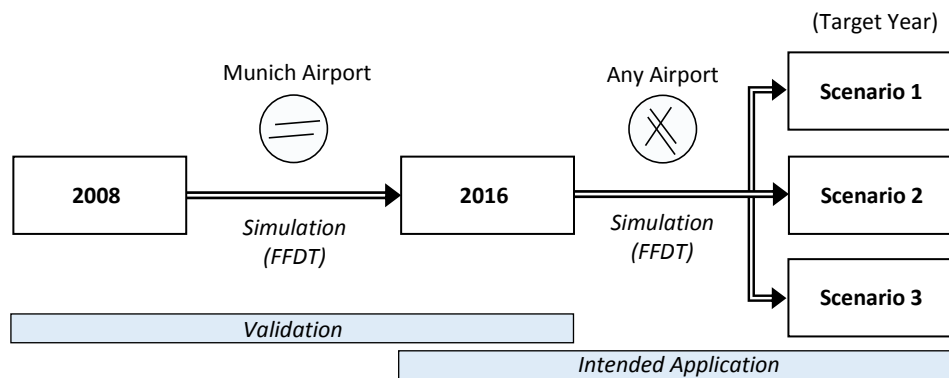 (Target Year)
Munich Airport
Any Airport
Scenario 1
2008
2016
Scenario 2
Simulation
(FFDT)
Simulation
(FFDT)
Scenario 3
Validation
Intended Application